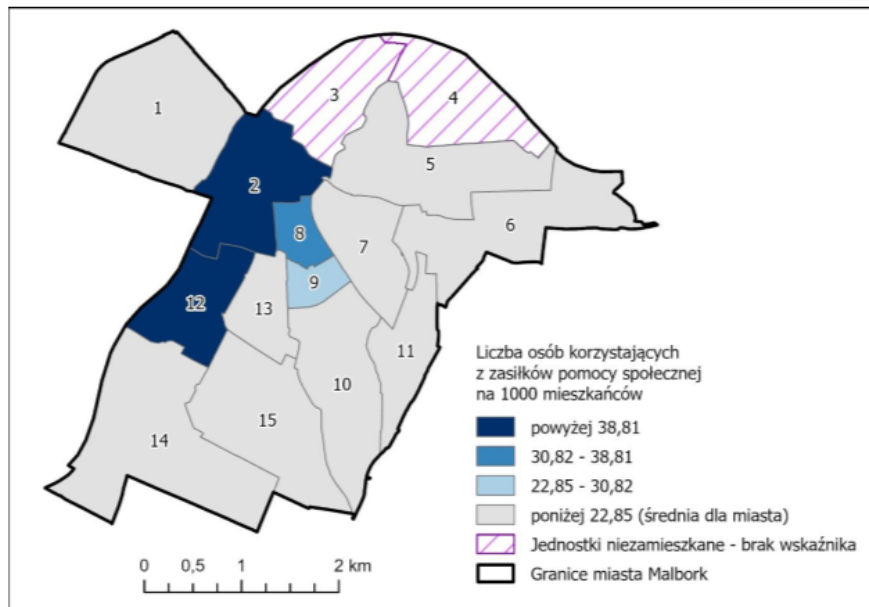 1
3
4
2
5
6
8
7
9
12
13
11
10
14
15
Liczba osób korzystających
z zasiłków pomocy społecznej
na 1000 mieszkańców
powyżej 38,81
30,82 - 38,81
22,85 - 30,82
poniżej 22,85 (średnia dla miasta)
Jednostki niezamieszkane - brak wskaźnika
Granice miasta Malbork
0 0,5 1 2 km